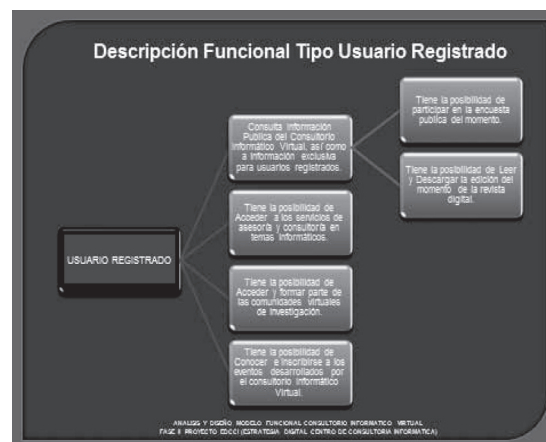 Descripción Funcional Tipo Usuario Registrado
USUARIO REGISTRADO
Consulta Información
Publica del Consultorio
Informático Virtual, así como
a información exclusiva
para usuarios registrados.
Tiene la posibilidad de
participar en la encuesta
publica del momento.
Tiene la posibilidad de Leer
y Descargar la edición del
momento de la revista
digital.
Tiene la posibilidad de
Acceder a los servicios de
asesoría y consultoría en
temas informáticos.
Tiene la posibilidad de
Acceder y formar parte de
las comunidades virtuales
de Investigación.
Tiene la posibilidad de
Conocer e inscribirse a los
eventos desarrollados por
el consultorio Informático
Virtual.
ANALISIS Y DISEÑO MODELO FUNCIONAL CONSULTORIO INFORMATICO VIRTUAL
FASE II PROYECTO EDCCI (ESTRATEGIA DIGITAL CENTRO DE CONSULTORIA INFORMATICA)